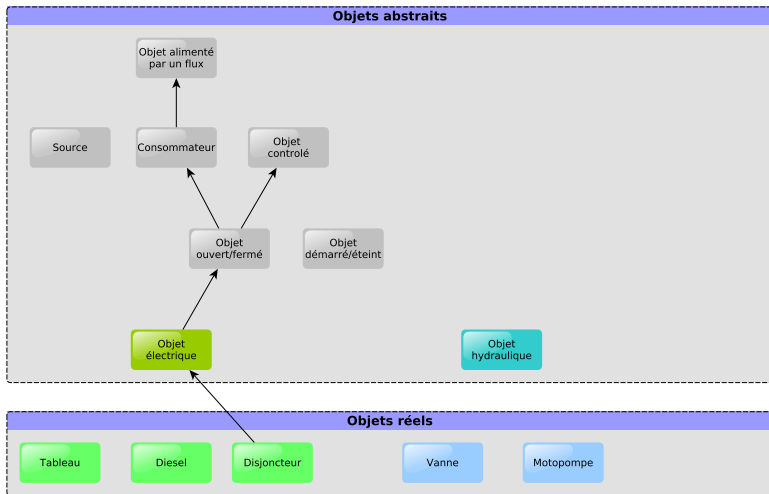 Objets abstraits
Objet alimenté
par un flux
Source
Consommateur
Objet
controlé
Objet
ouvert/fermé
Objet
démarré/éteint
Objet
électrique
Objet
hydraulique
Objets réels
Tableau
Diesel
Disjoncteur
Vanne
Motopompe